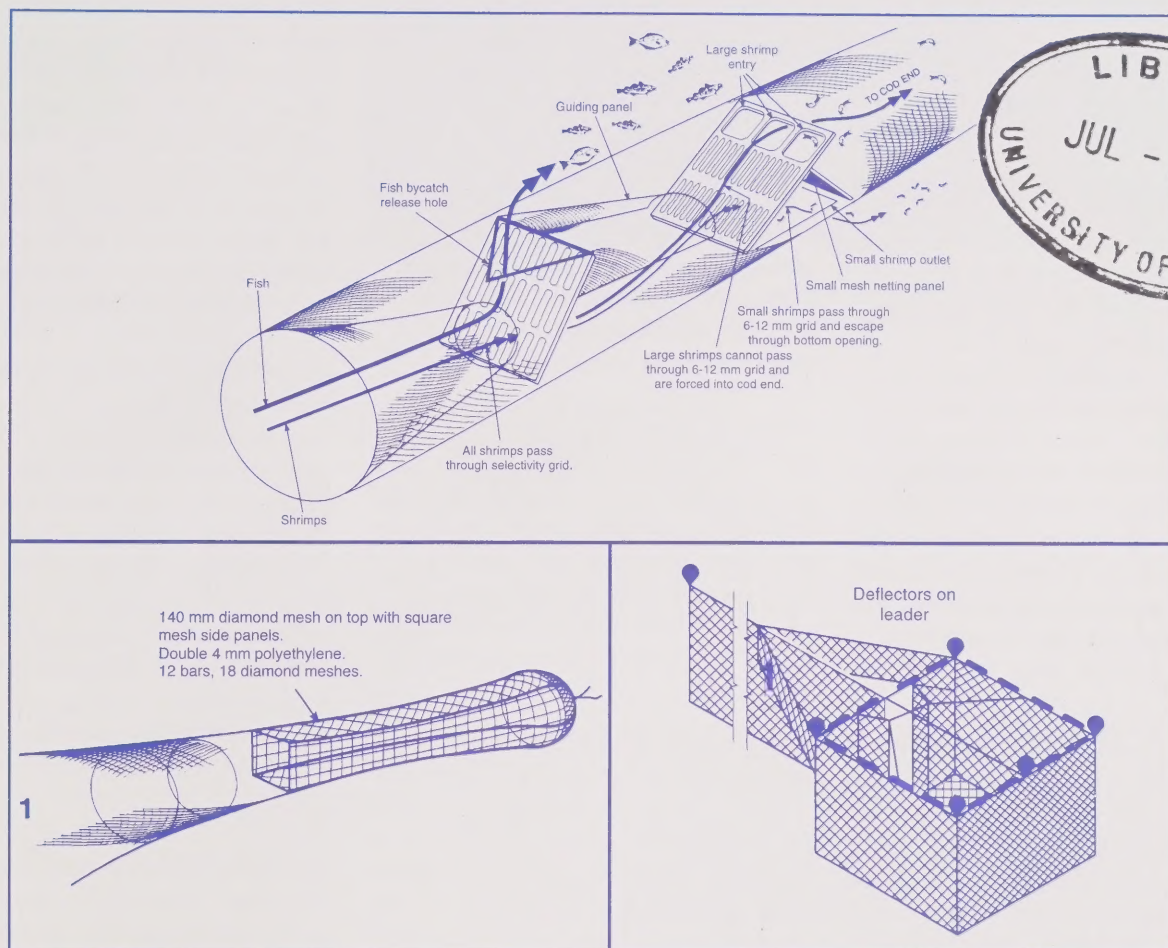 Large shrimp
entry
TO COD END
Guiding panel
Fish bycatch
release hole
Fish
Small shrimp outlet
Small mesh netting panel
Small shrimps pass through
6-12 mm grid and escape
through bottom opening.
Large shrimps cannot pass
through 6-12 mm grid and
are forced into cod end.
All shrimps pass
through selectivity grid.
Shrimps
LIB
JUL -
UNIVERSITY OF
140 mm diamond mesh on top with square
mesh side panels.
Double 4 mm polyethylene.
12 bars, 18 diamond meshes.
1
Deflectors on
leader